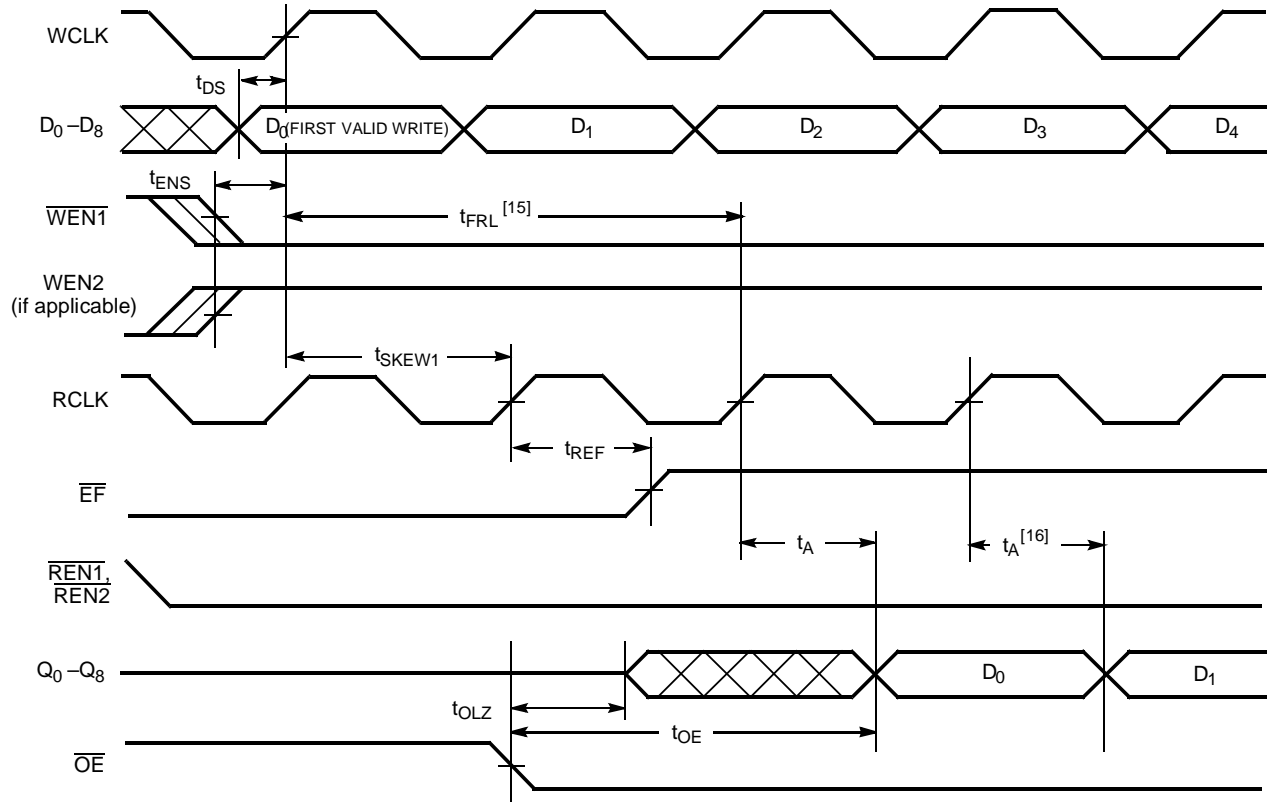 WCLK
tDS
D0 –D8
D0(FIRST VALID WRITE)
D1
D2
D3
D4
tENS
WEN1
tFRL [15]
WEN2
(if applicable)
tSKEW1
RCLK
tREF
EF
tA
tA[16]
REN1,
REN2
Q0 –Q8
D0
D1
tOLZ
tOE
OE